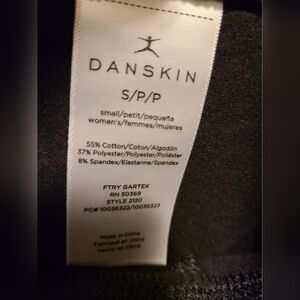 DANSKIN
S/P/P
small/petit/pequeña
women's/femmes/mujeres
55% Cotton/Coton/Algodón
37% Polyester/Polyester/Poliéster
8% Spandex/Élasthanne/Spandex
FTRY GARTEX
RN 50369
STYLE 2120
PO# 10036322/10036323
Made in China
Fabriqué en Chine
Hecho en China